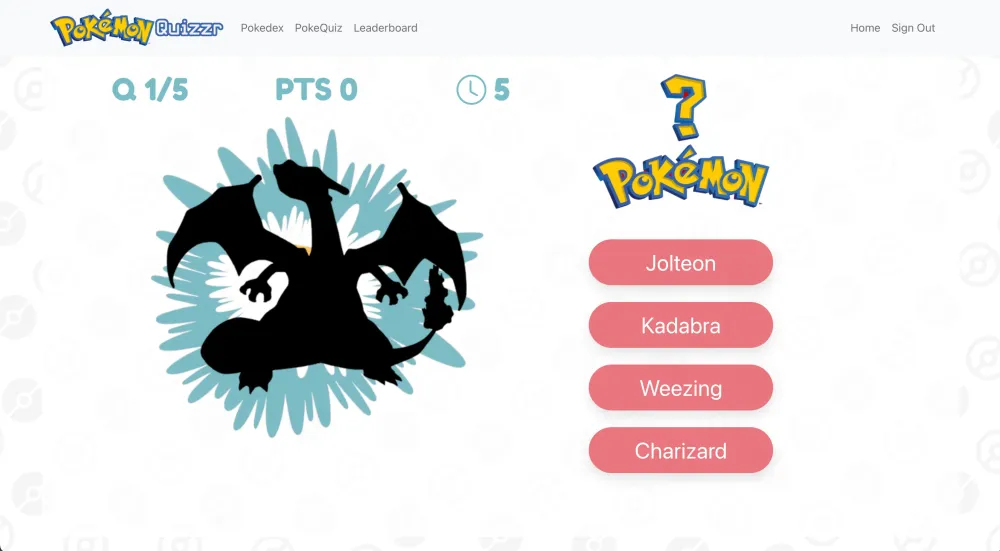 Pokémon Quizzr Pokedex PokeQuiz Leaderboard Home Sign Out
Q 1/5 PTS 0 5
?
Pokémon
Jolteon
Kadabra
Weezing
Charizard